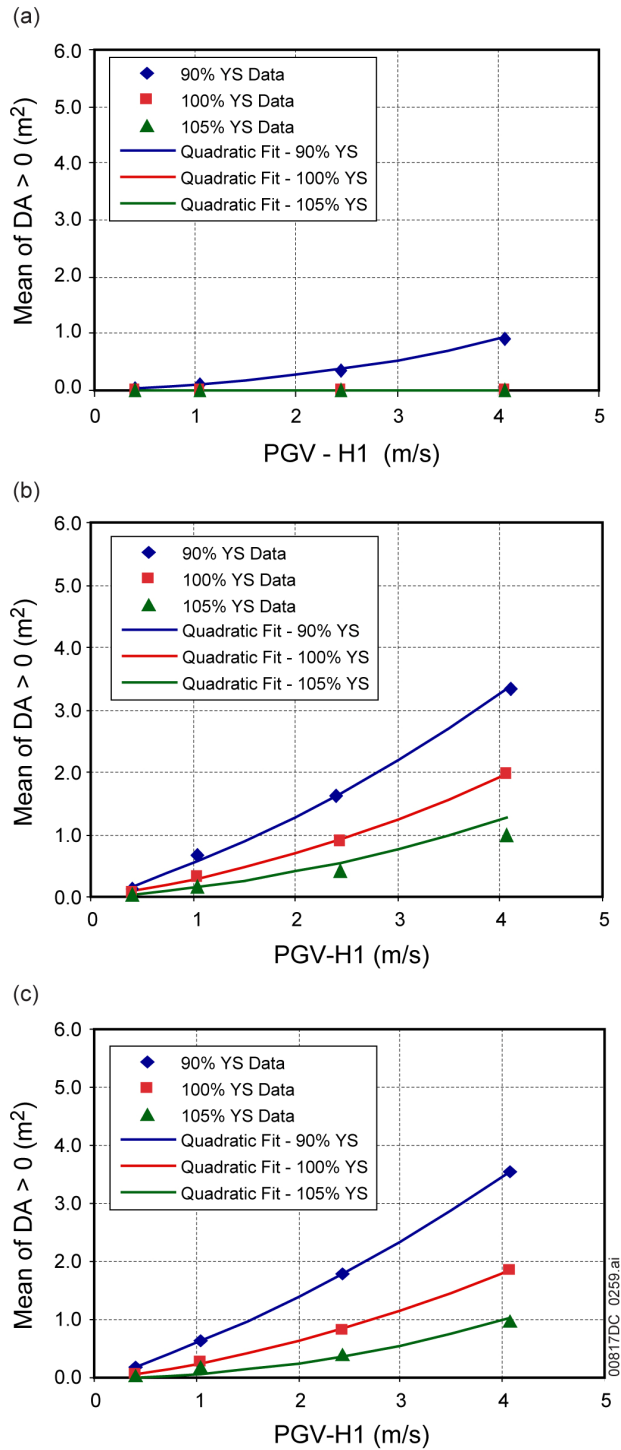 (a)
6.0
5.0
4.0
3.0
2.0
1.0
0.0
Mean of DA > 0 (m²)
90% YS Data
100% YS Data
105% YS Data
Quadratic Fit - 90% YS
Quadratic Fit - 100% YS
Quadratic Fit - 105% YS
0 1 2 3 4 5
PGV - H1 (m/s)
(b)
6.0
5.0
4.0
3.0
2.0
1.0
0.0
Mean of DA > 0 (m²)
90% YS Data
100% YS Data
105% YS Data
Quadratic Fit - 90% YS
Quadratic Fit - 100% YS
Quadratic Fit - 105% YS
0 1 2 3 4 5
PGV-H1 (m/s)
(c)
6.0
5.0
4.0
3.0
2.0
1.0
0.0
Mean of DA > 0 (m²)
90% YS Data
100% YS Data
105% YS Data
Quadratic Fit - 90% YS
Quadratic Fit - 100% YS
Quadratic Fit - 105% YS
0 1 2 3 4 5
PGV-H1 (m/s)
00817DC_0259.ai